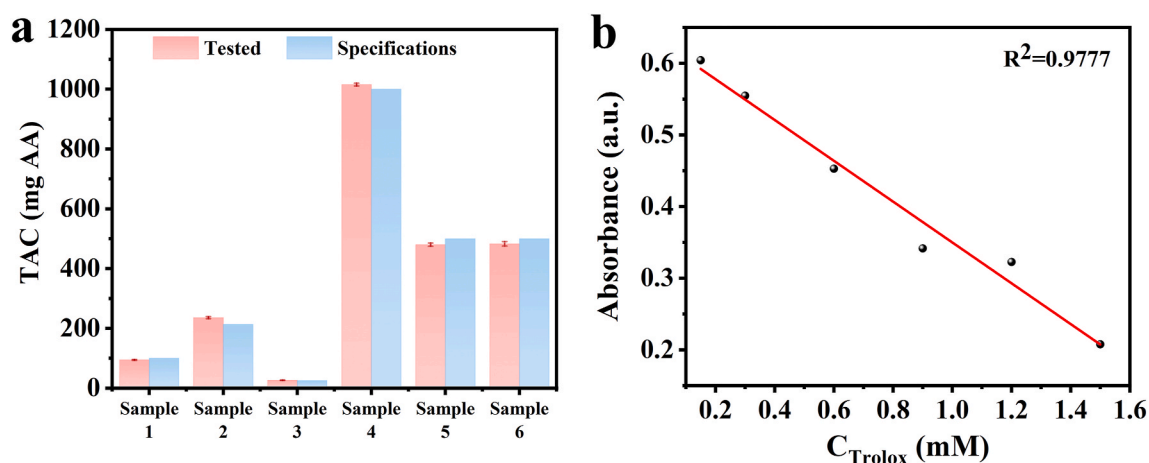 a
1200
1000
800
600
400
200
0
TAC (mg AA)
Tested
Specifications
Sample 1
Sample 2
Sample 3
Sample 4
Sample 5
Sample 6
b
R²=0.9777
0.6
0.5
0.4
0.3
0.2
Absorbance (a.u.)
0.2 0.4 0.6 0.8 1.0 1.2 1.4 1.6
C_Trolox (mM)